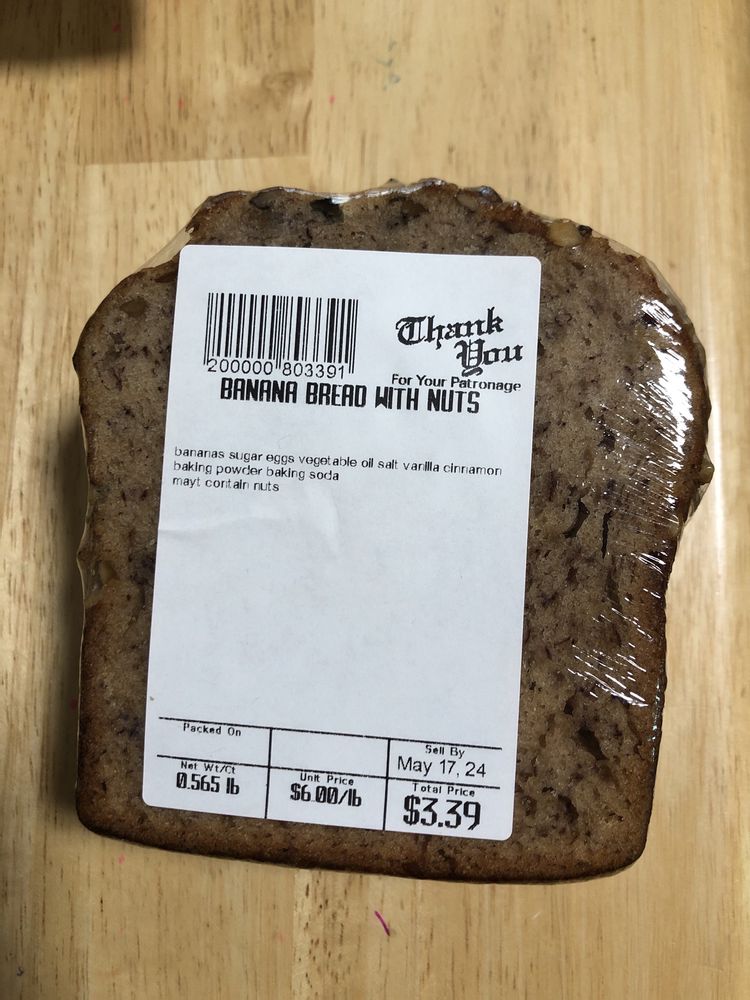 Thank
You
For Your Patronage
200000 803391
BANANA BREAD WITH NUTS
bananas sugar eggs vegetable oil salt vanilla cinnamon
baking powder baking soda
mayt contain nuts
Packed On
Sell By
May 17, 24
Net Wt/Ct
0.565 lb
Unit Price
$6.00/lb
Total Price
$3.39